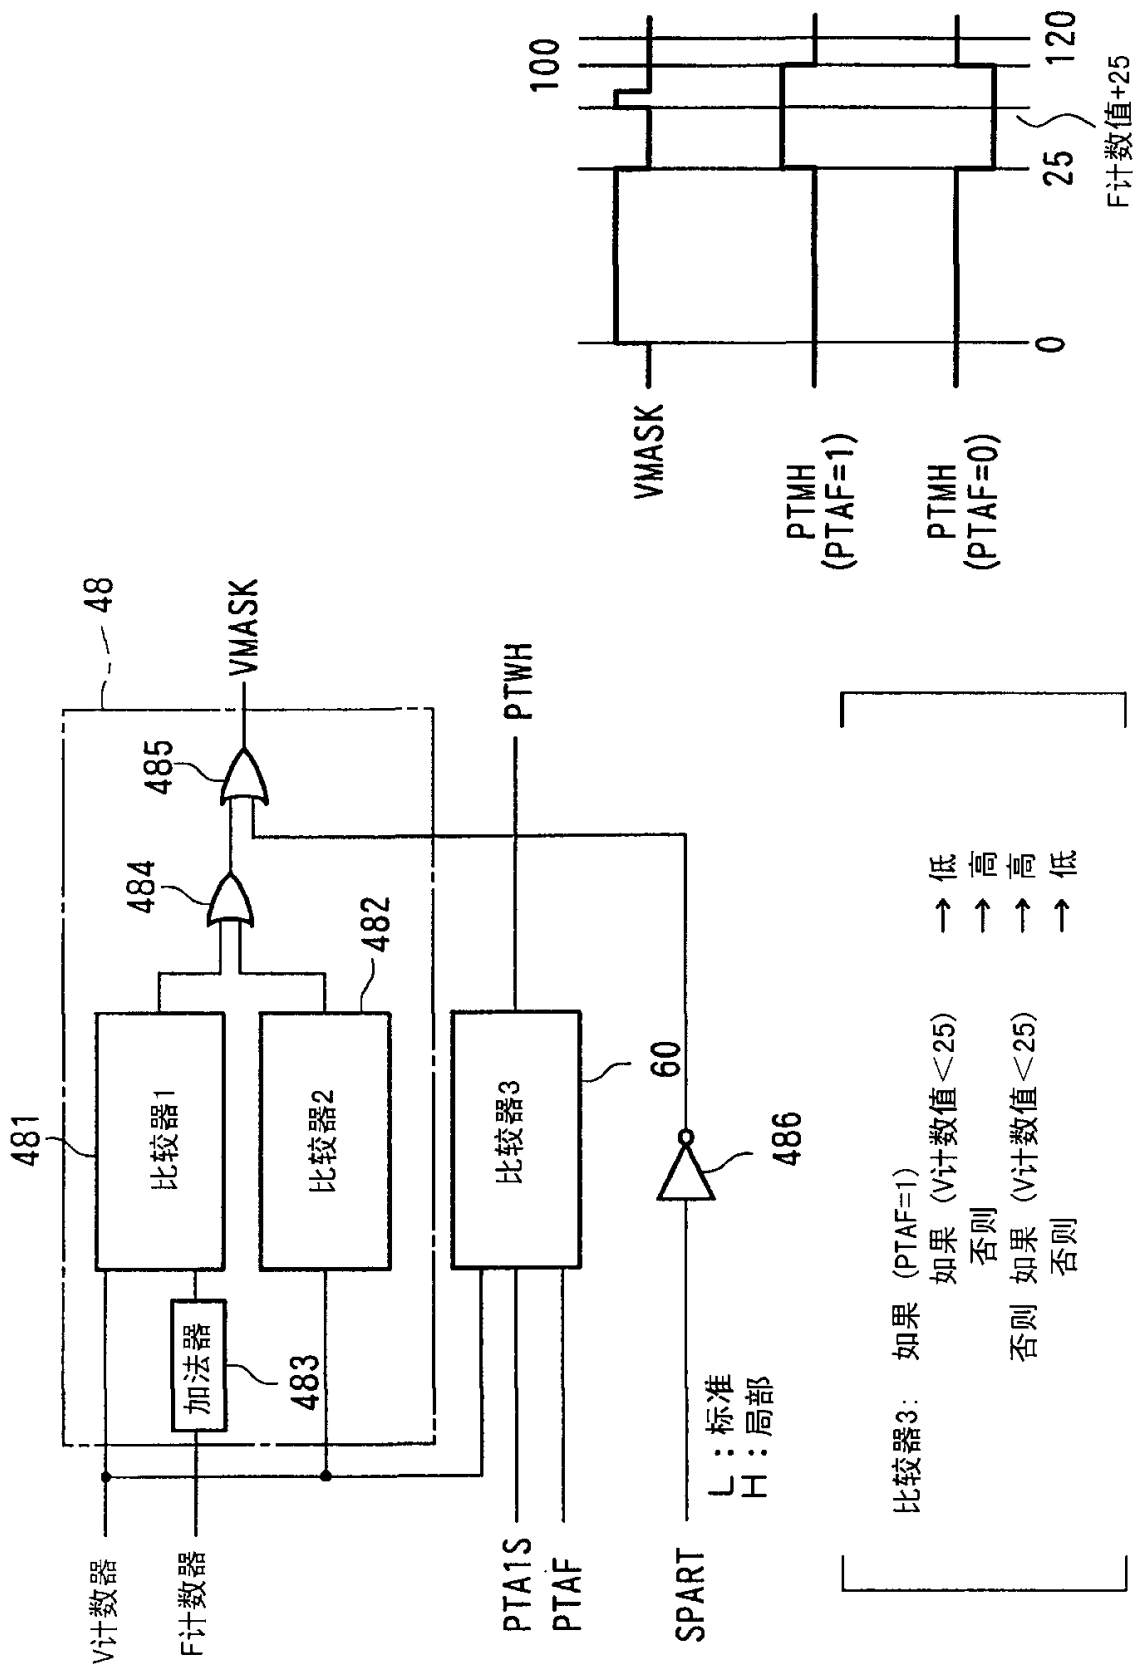 48
VMASK
485
484
481
比较器1
482
比较器2
加法器
483
V计数器
F计数器
PTWH
60
比较器3
PTA1S
PTAF
486
SPART
L：标准
H：局部
比较器3： 如果 (PTAF=1)
如果 (V计数值＜25) → 低
否则 → 高
否则 如果 (V计数值＜25) → 高
否则 → 低
100
VMASK
PTMH
(PTAF=1)
PTMH
(PTAF=0)
0
25
120
F计数值+25